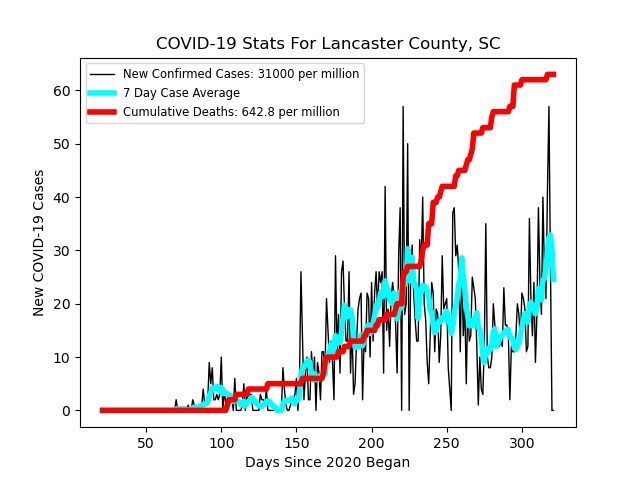 COVID-19 Stats For Lancaster County, SC
New Confirmed Cases: 31000 per million
7 Day Case Average
Cumulative Deaths: 642.8 per million
New COVID-19 Cases
60
50
40
30
20
10
0
50 100 150 200 250 300
Days Since 2020 Began